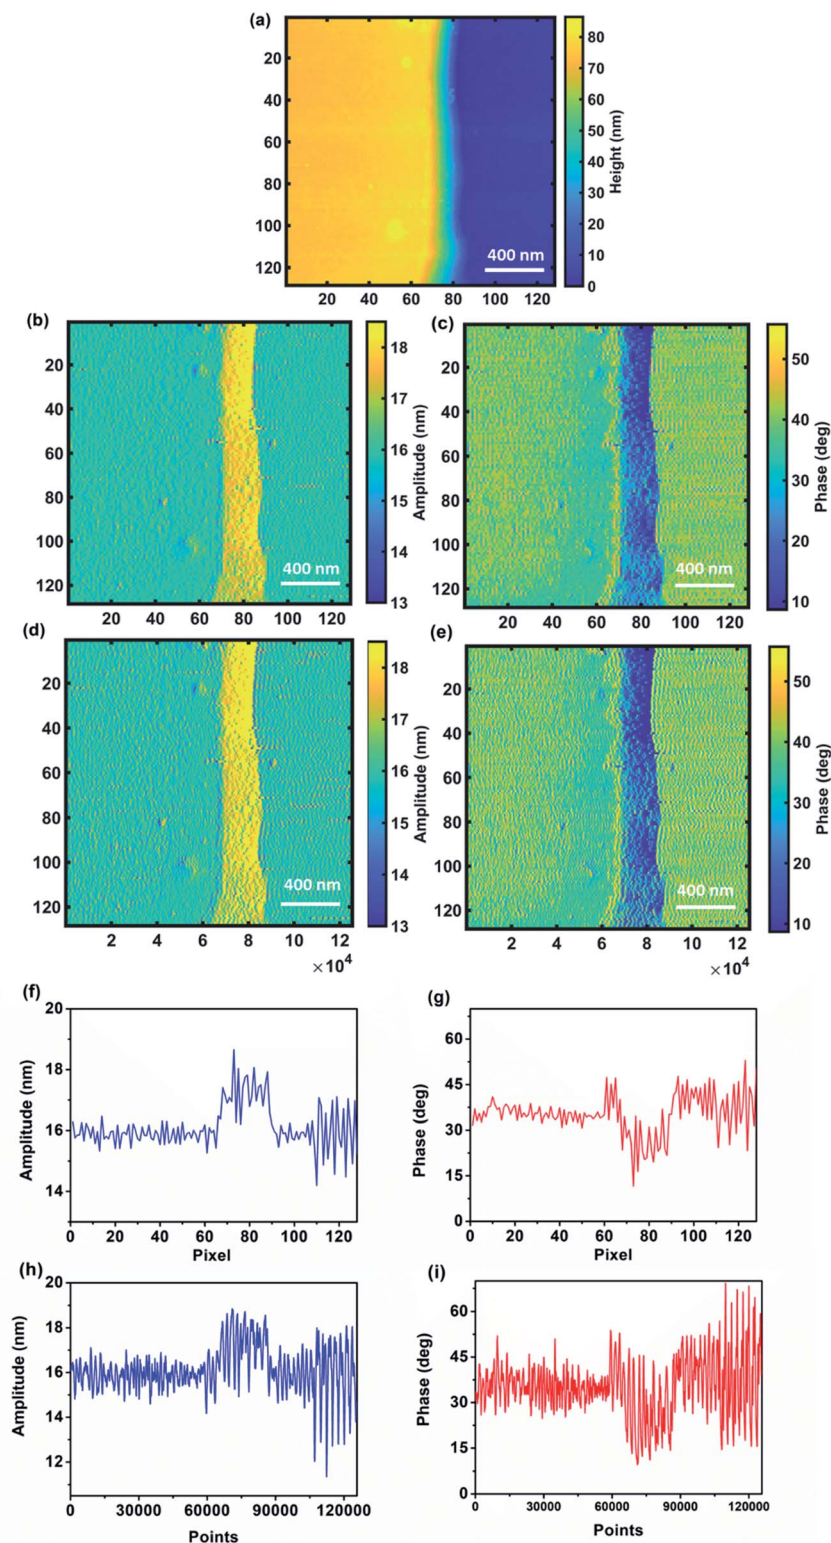 (a)
20
40
60
80
100
120
20 40 60 80 100 120
400 nm
80
70
60
50
40
30
20
10
0
Height (nm)
(b)
20
40
60
80
100
120
20 40 60 80 100 120
400 nm
18
17
16
15
14
13
Amplitude (nm)
(c)
20
40
60
80
100
120
20 40 60 80 100 120
400 nm
50
40
30
20
10
Phase (deg)
(d)
20
40
60
80
100
120
2 4 6 8 10 12
×10⁴
400 nm
18
17
16
15
14
13
Amplitude (nm)
(e)
20
40
60
80
100
120
2 4 6 8 10 12
×10⁴
400 nm
50
40
30
20
10
Phase (deg)
(f)
20
18
16
14
Amplitude (nm)
0 20 40 60 80 100 120
Pixel
(g)
60
45
30
15
0
Phase (deg)
0 20 40 60 80 100 120
Pixel
(h)
20
18
16
14
12
Amplitude (nm)
0 30000 60000 90000 120000
Points
(i)
60
45
30
15
0
Phase (deg)
0 30000 60000 90000 120000
Points